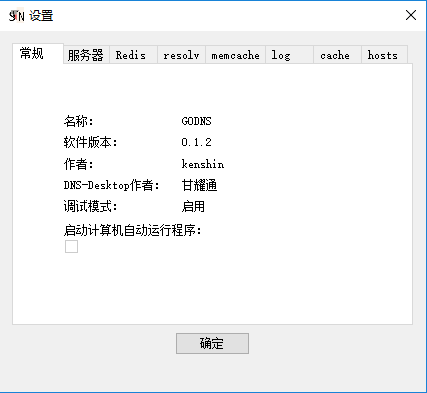 设置
常规 服务器 Redis resolv memcache log cache hosts
名称： GODNS
软件版本： 0.1.2
作者： kenshin
DNS-Desktop作者： 甘耀通
调试模式： 启用
启动计算机自动运行程序：
确定